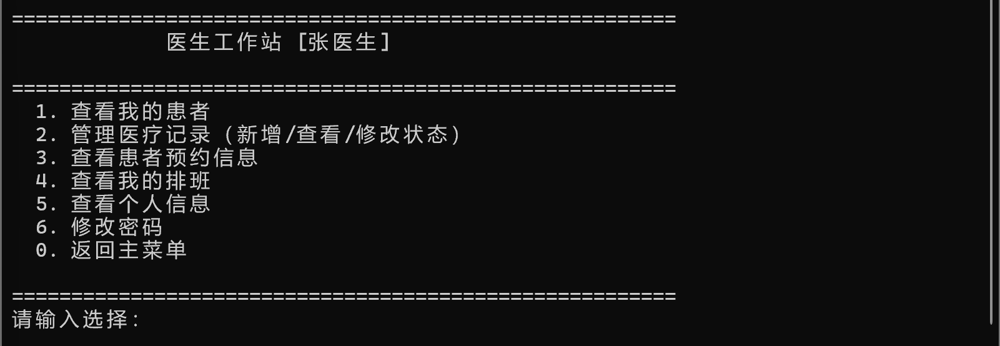 ========================================================
医生工作站 [张医生]
========================================================
1. 查看我的患者
2. 管理医疗记录（新增/查看/修改状态）
3. 查看患者预约信息
4. 查看我的排班
5. 查看个人信息
6. 修改密码
0. 返回主菜单
========================================================
请输入选择：